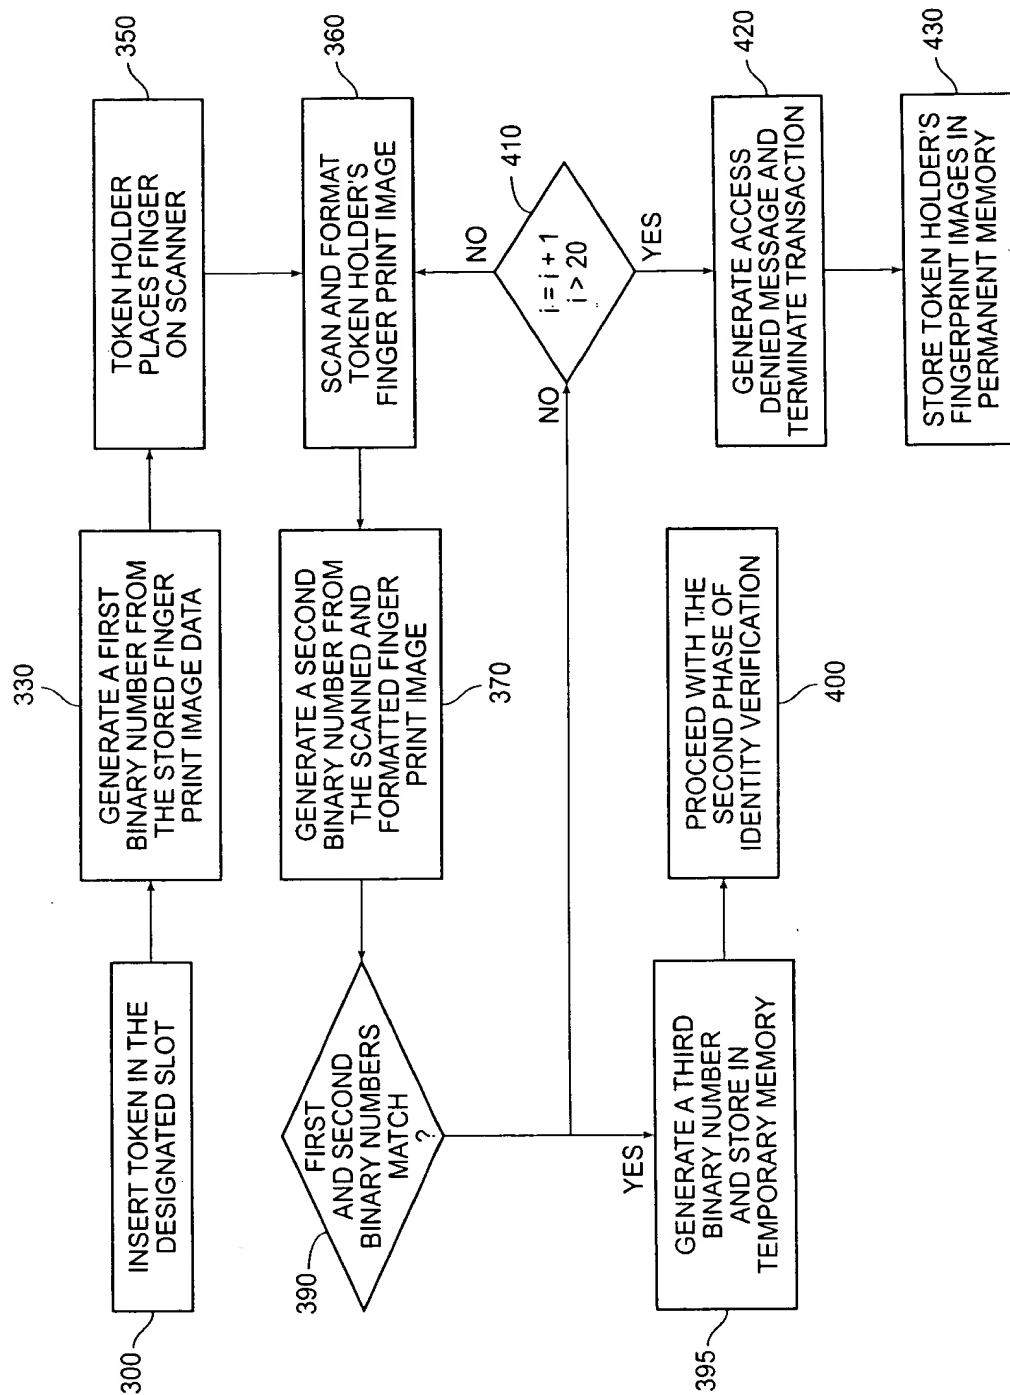 300
INSERT TOKEN IN THE
DESIGNATED SLOT
330
GENERATE A FIRST
BINARY NUMBER FROM
THE STORED FINGER
PRINT IMAGE DATA
350
TOKEN HOLDER
PLACES FINGER
ON SCANNER
360
SCAN AND FORMAT
TOKEN HOLDER'S
FINGER PRINT IMAGE
370
GENERATE A SECOND
BINARY NUMBER FROM
THE SCANNED AND
FORMATTED FINGER
PRINT IMAGE
390
FIRST
AND SECOND
BINARY NUMBERS
MATCH
?
NO
YES
410
i = i + 1
i > 20
NO
YES
395
GENERATE A THIRD
BINARY NUMBER
AND STORE IN
TEMPORARY MEMORY
400
PROCEED WITH THE
SECOND PHASE OF
IDENTITY VERIFICATION
420
GENERATE ACCESS
DENIED MESSAGE AND
TERMINATE TRANSACTION
430
STORE TOKEN HOLDER'S
FINGERPRINT IMAGES IN
PERMANENT MEMORY